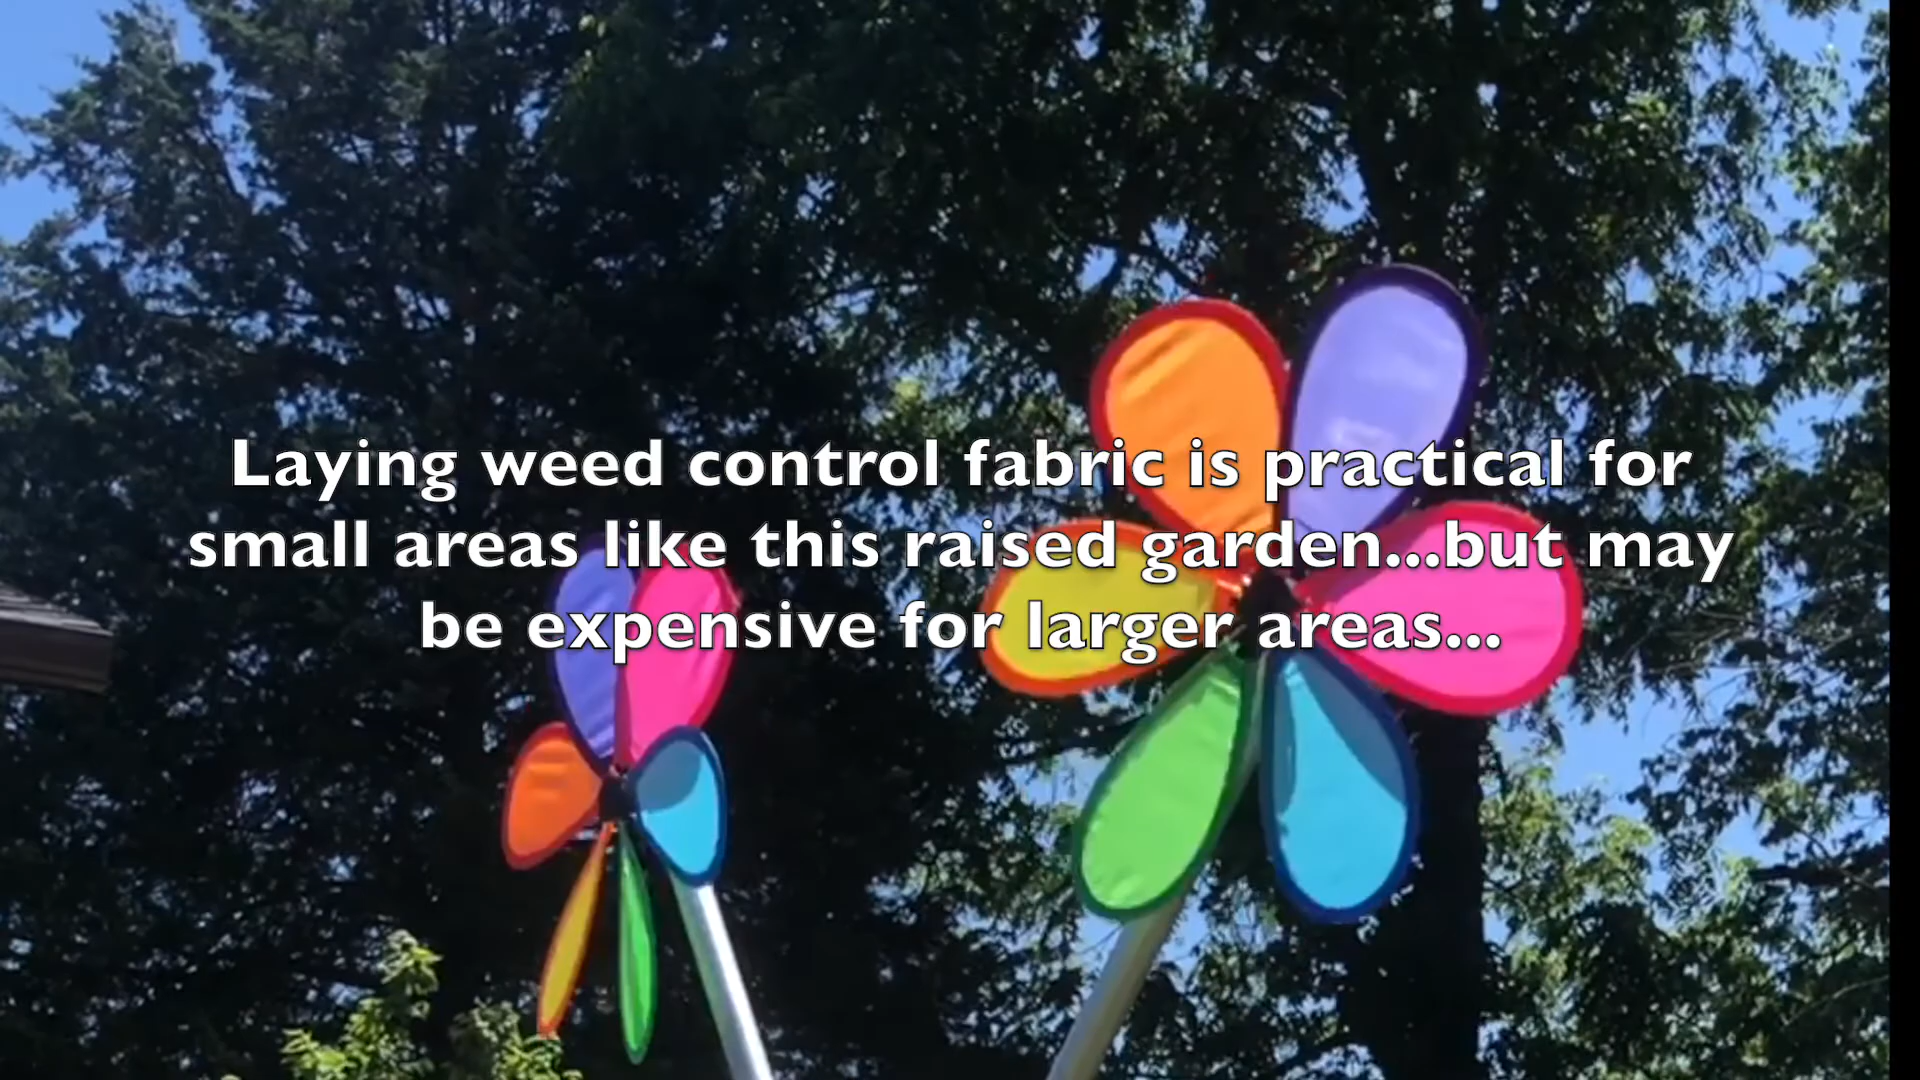 Laying weed control fabric is practical for
small areas like this raised garden...but may
be expensive for larger areas...